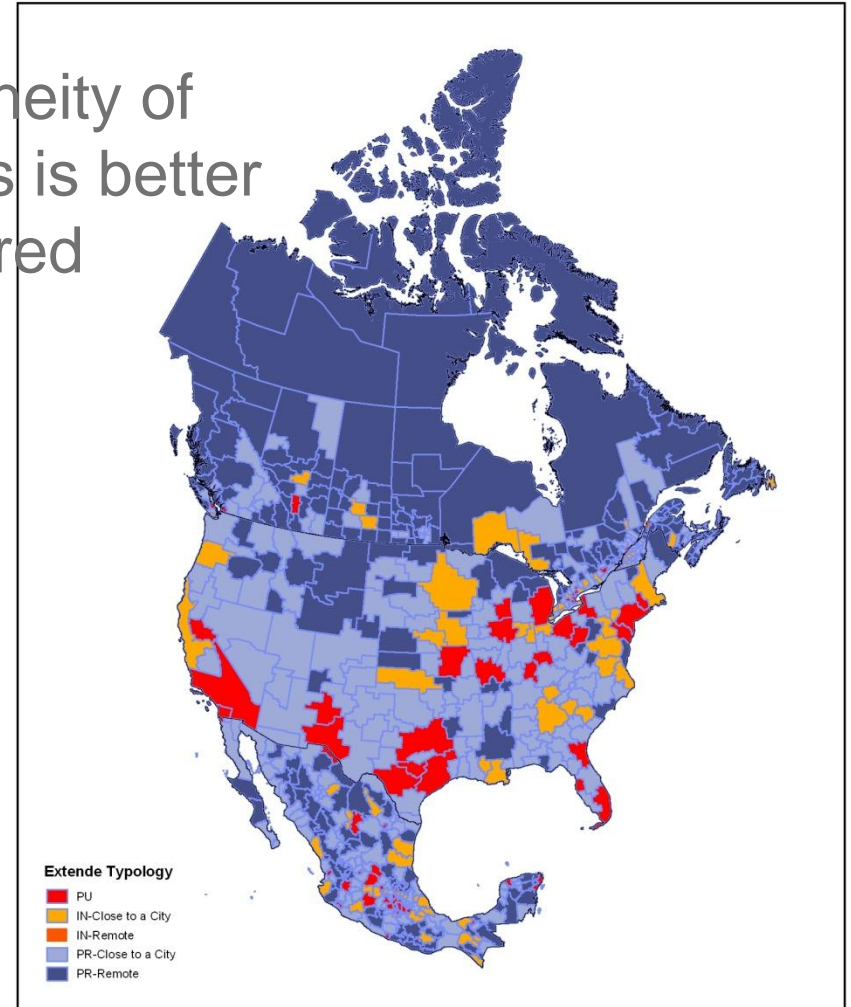 neity of
s is better
red
Extende Typology
PU
IN-Close to a City
IN-Remote
PR-Close to a City
PR-Remote